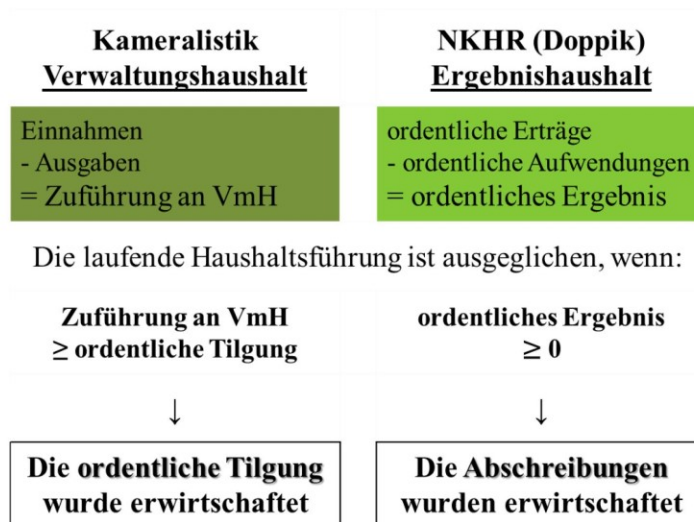 Kameralistik
Verwaltungshaushalt
Einnahmen
- Ausgaben
= Zuführung an VmH
NKHR (Doppik)
Ergebnishaushalt
ordentliche Erträge
- ordentliche Aufwendungen
= ordentliches Ergebnis
Die laufende Haushaltsführung ist ausgeglichen, wenn:
Zuführung an VmH
≥ ordentliche Tilgung
↓
Die ordentliche Tilgung
wurde erwirtschaftet
ordentliches Ergebnis
≥ 0
↓
Die Abschreibungen
wurden erwirtschaftet